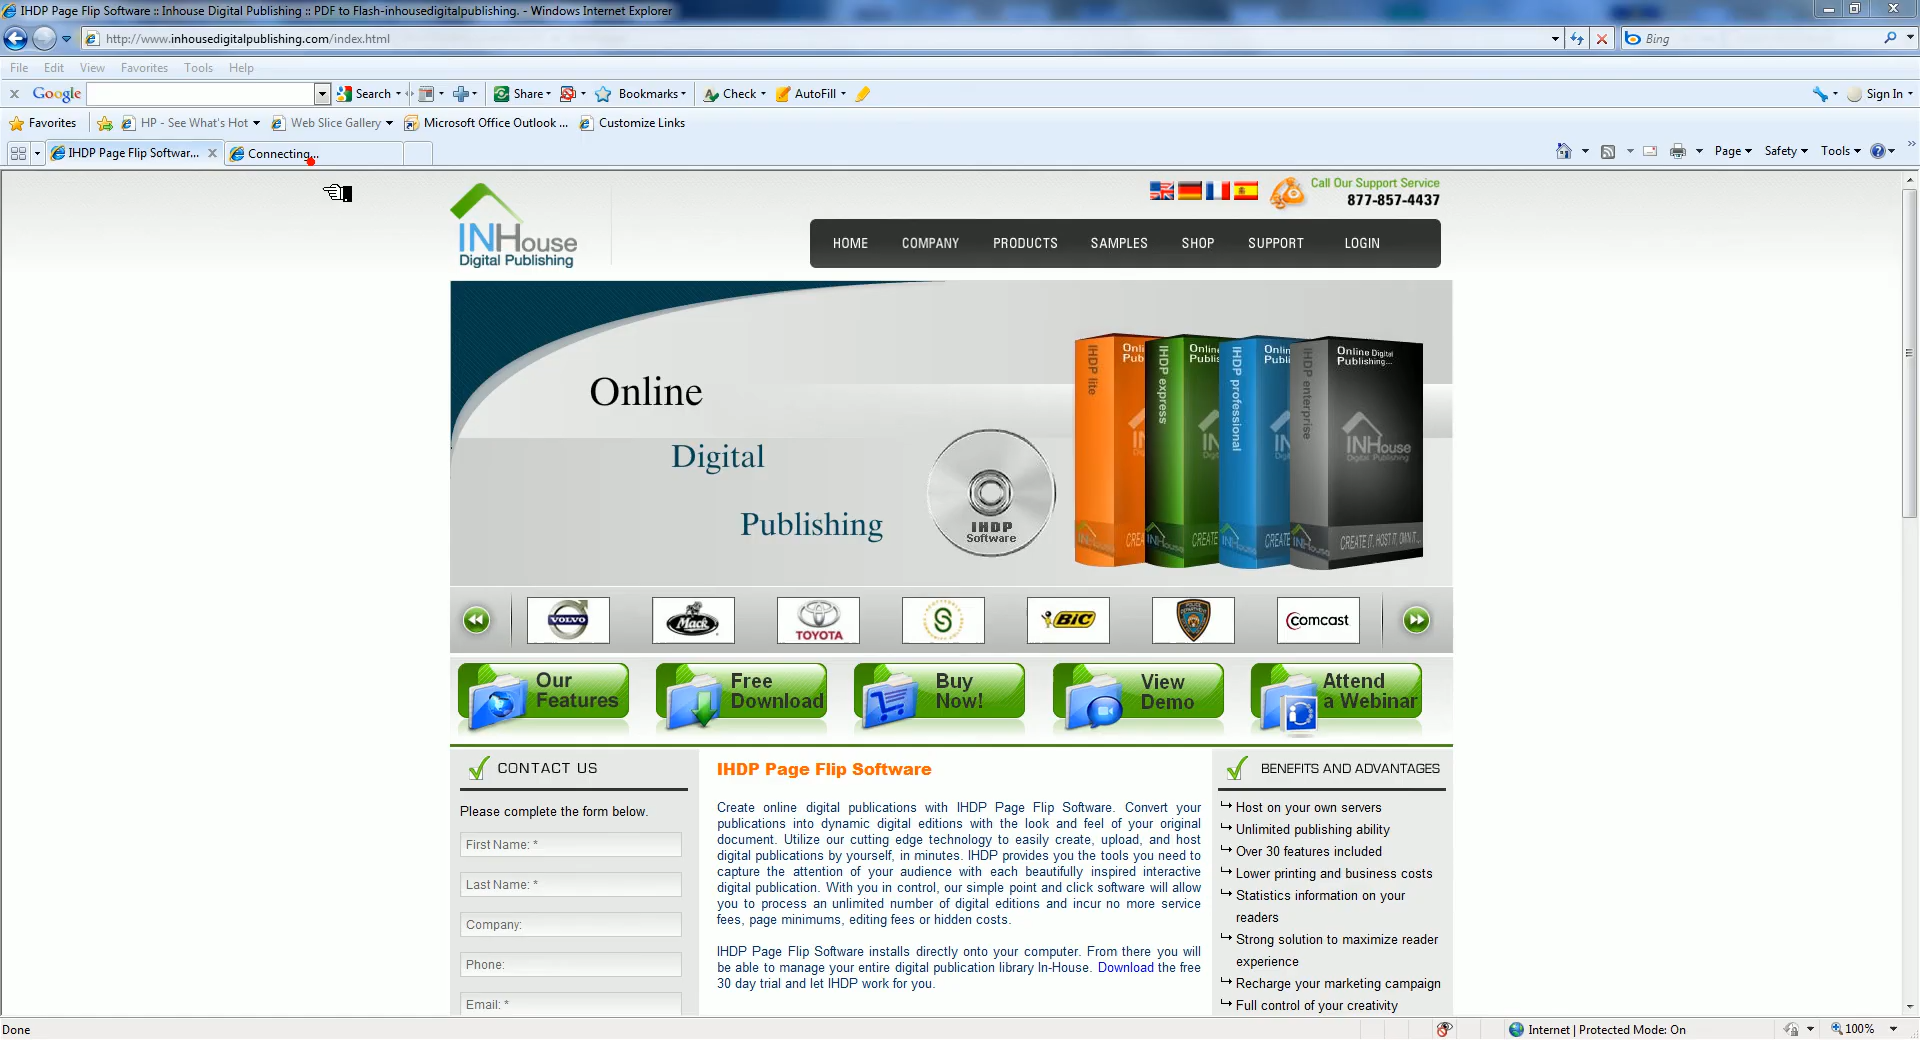 IHDP Page Flip Software :: Inhouse Digital Publishing :: PDF to Flash-inhousedigitalpublishing. - Windows Internet Explorer
http://www.inhousedigitalpublishing.com/index.html
Bing
File Edit View Favorites Tools Help
x Google Search Share Bookmarks Check AutoFill Sign In
Favorites HP - See What's Hot Web Slice Gallery Microsoft Office Outlook ... Customize Links
IHDP Page Flip Softwar... Connecting... Page Safety Tools
Call Our Support Service
877-857-4437
INHouse
Digital Publishing
HOME COMPANY PRODUCTS SAMPLES SHOP SUPPORT LOGIN
Online
Digital
Publishing
IHDP
Software
IHDP lite
IHDP express
IHDP professional
IHDP enterprise
Online Digital
Publishing...
INHouse
Digital Publishing
CREATE IT, HOST IT, OWN IT...
VOLVO Mack TOYOTA S BIC POLICE DEPARTMENT comcast
Our
Features
Free
Download
Buy
Now!
View
Demo
Attend
a Webinar
CONTACT US
Please complete the form below.
First Name: *
Last Name: *
Company:
Phone:
Email: *
IHDP Page Flip Software
Create online digital publications with IHDP Page Flip Software. Convert your
publications into dynamic digital editions with the look and feel of your original
document. Utilize our cutting edge technology to easily create, upload, and host
digital publications by yourself, in minutes. IHDP provides you the tools you need to
capture the attention of your audience with each beautifully inspired interactive
digital publication. With you in control, our simple point and click software will allow
you to process an unlimited number of digital editions and incur no more service
fees, page minimums, editing fees or hidden costs.
IHDP Page Flip Software installs directly onto your computer. From there you will
be able to manage your entire digital publication library In-House. Download the free
30 day trial and let IHDP work for you.
BENEFITS AND ADVANTAGES
Host on your own servers
Unlimited publishing ability
Over 30 features included
Lower printing and business costs
Statistics information on your
readers
Strong solution to maximize reader
experience
Recharge your marketing campaign
Full control of your creativity
Done
Internet | Protected Mode: On
100%